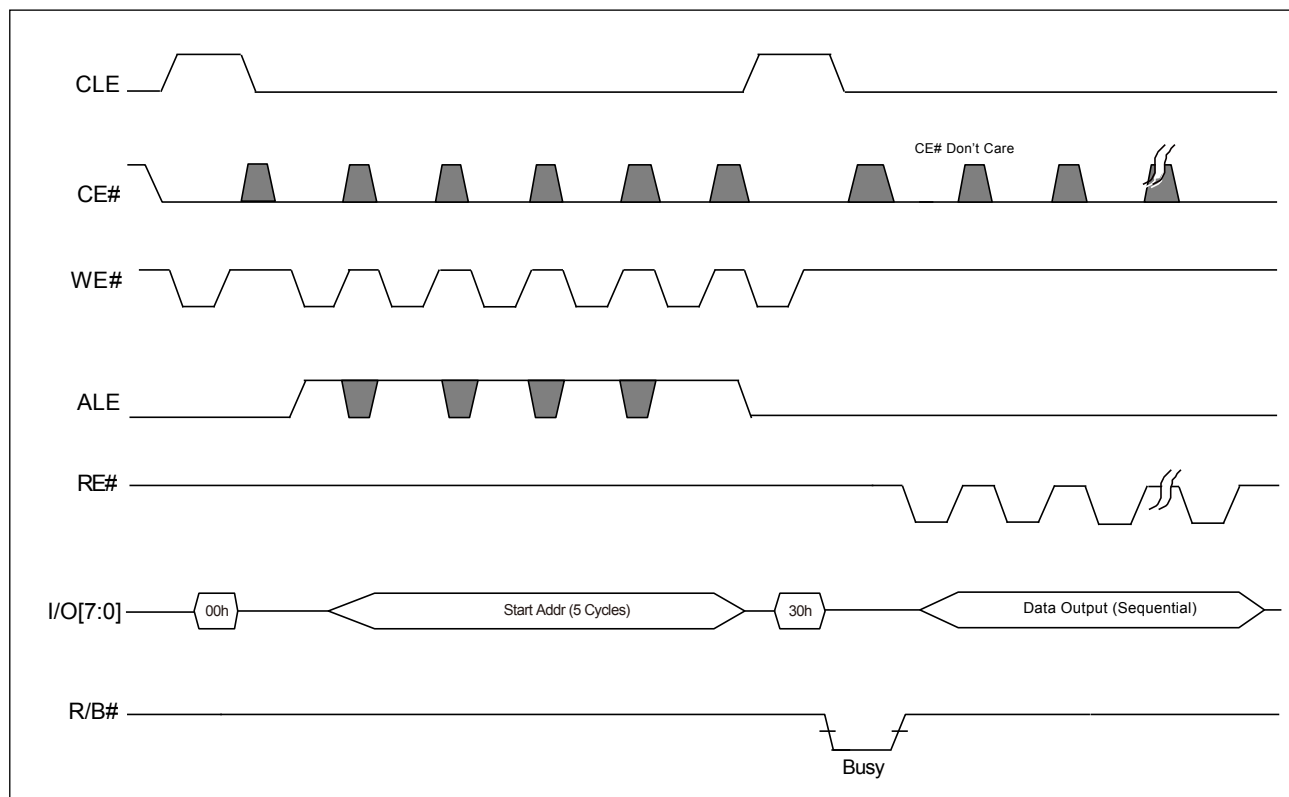 CLE
CE# Don't Care
CE#
WE#
ALE
RE#
I/O[7:0]
00h
Start Addr (5 Cycles)
30h
Data Output (Sequential)
R/B#
Busy